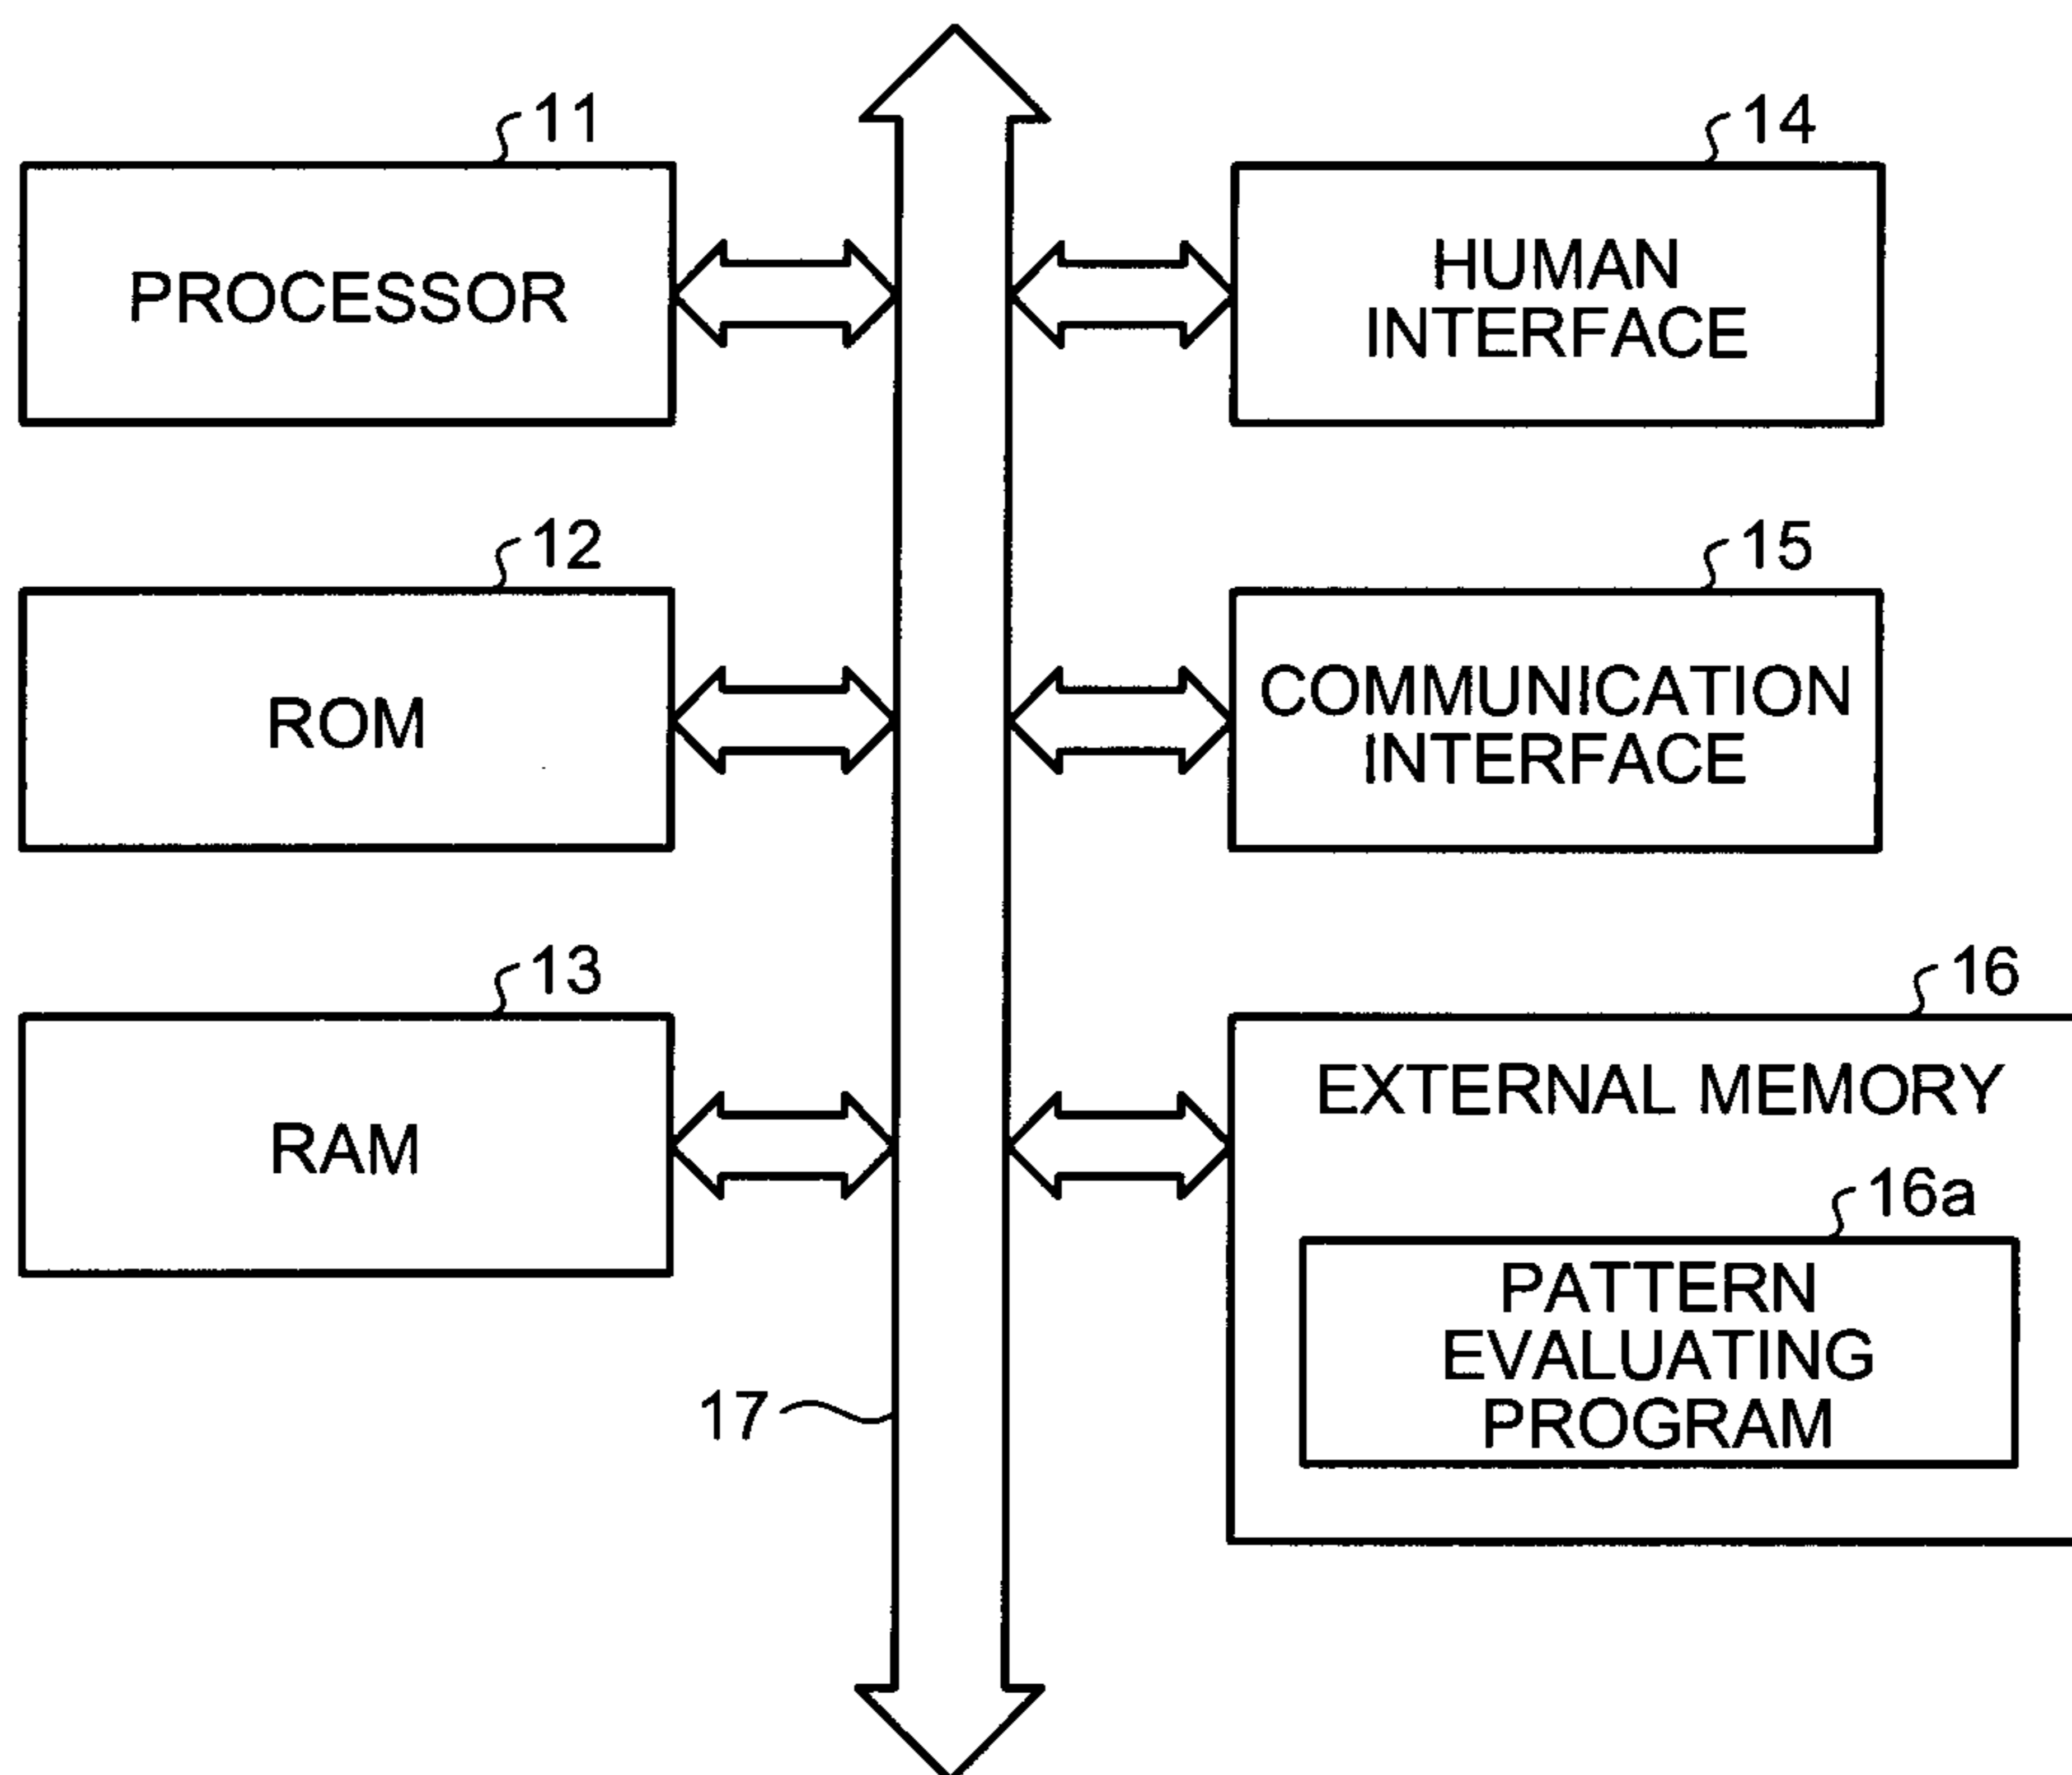 11
PROCESSOR
14
HUMAN
INTERFACE
12
ROM
15
COMMUNICATION
INTERFACE
13
RAM
16
EXTERNAL MEMORY
16a
PATTERN
EVALUATING
PROGRAM
17